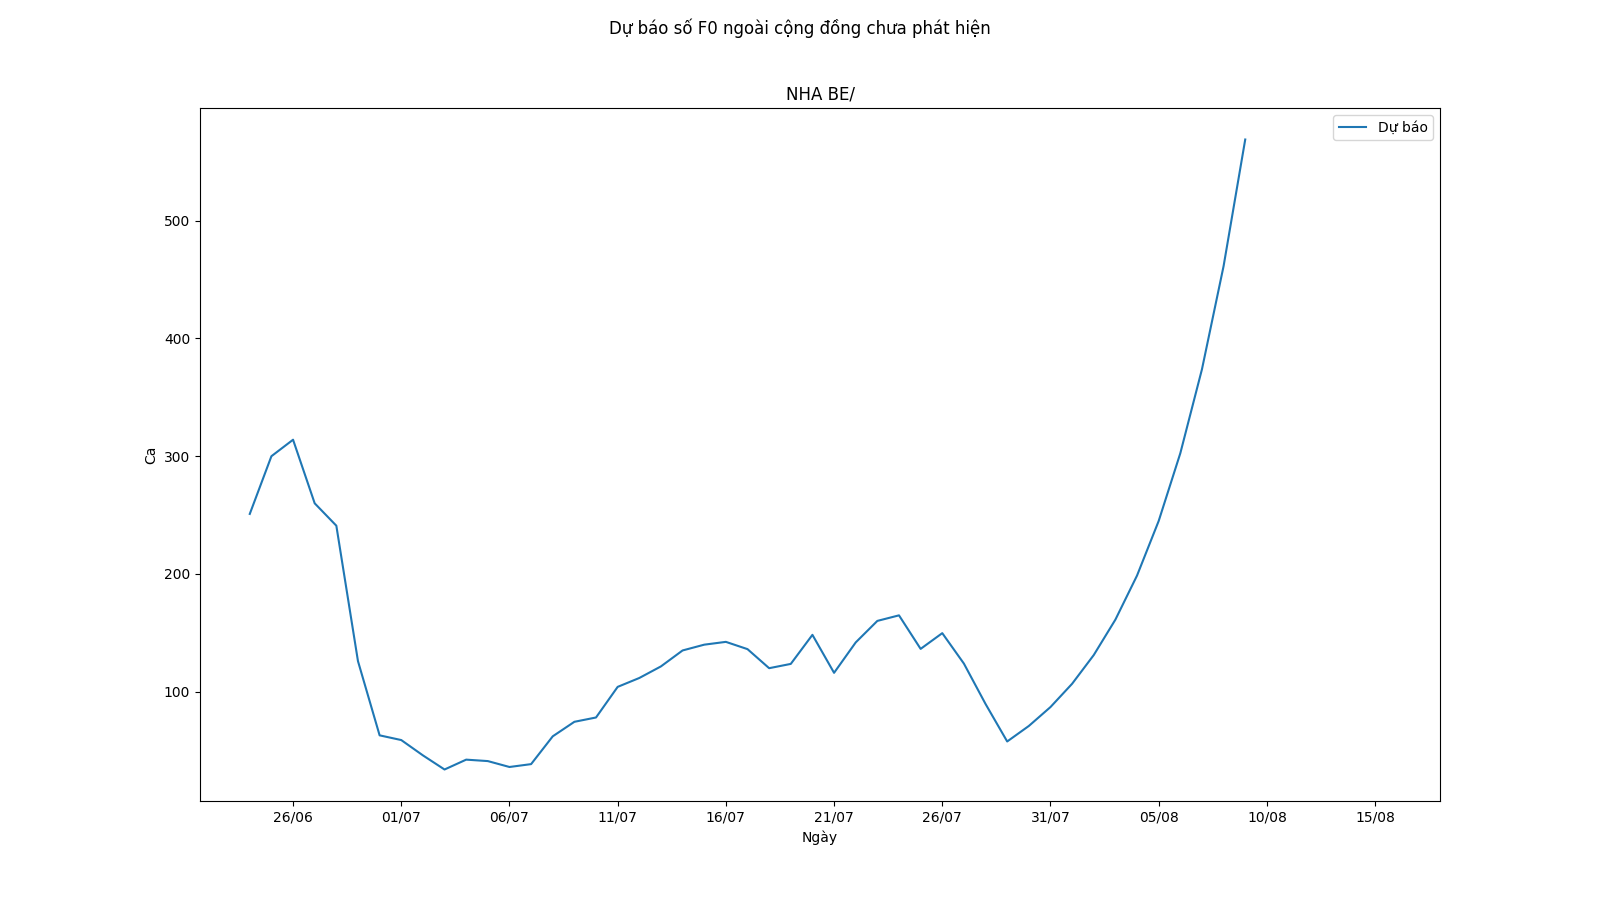 Dự báo số F0 ngoài cộng đồng chưa phát hiện
NHA BE/
Dự báo
500
400
300
200
100
Ca
26/06 01/07 06/07 11/07 16/07 21/07 26/07 31/07 05/08 10/08 15/08
Ngày